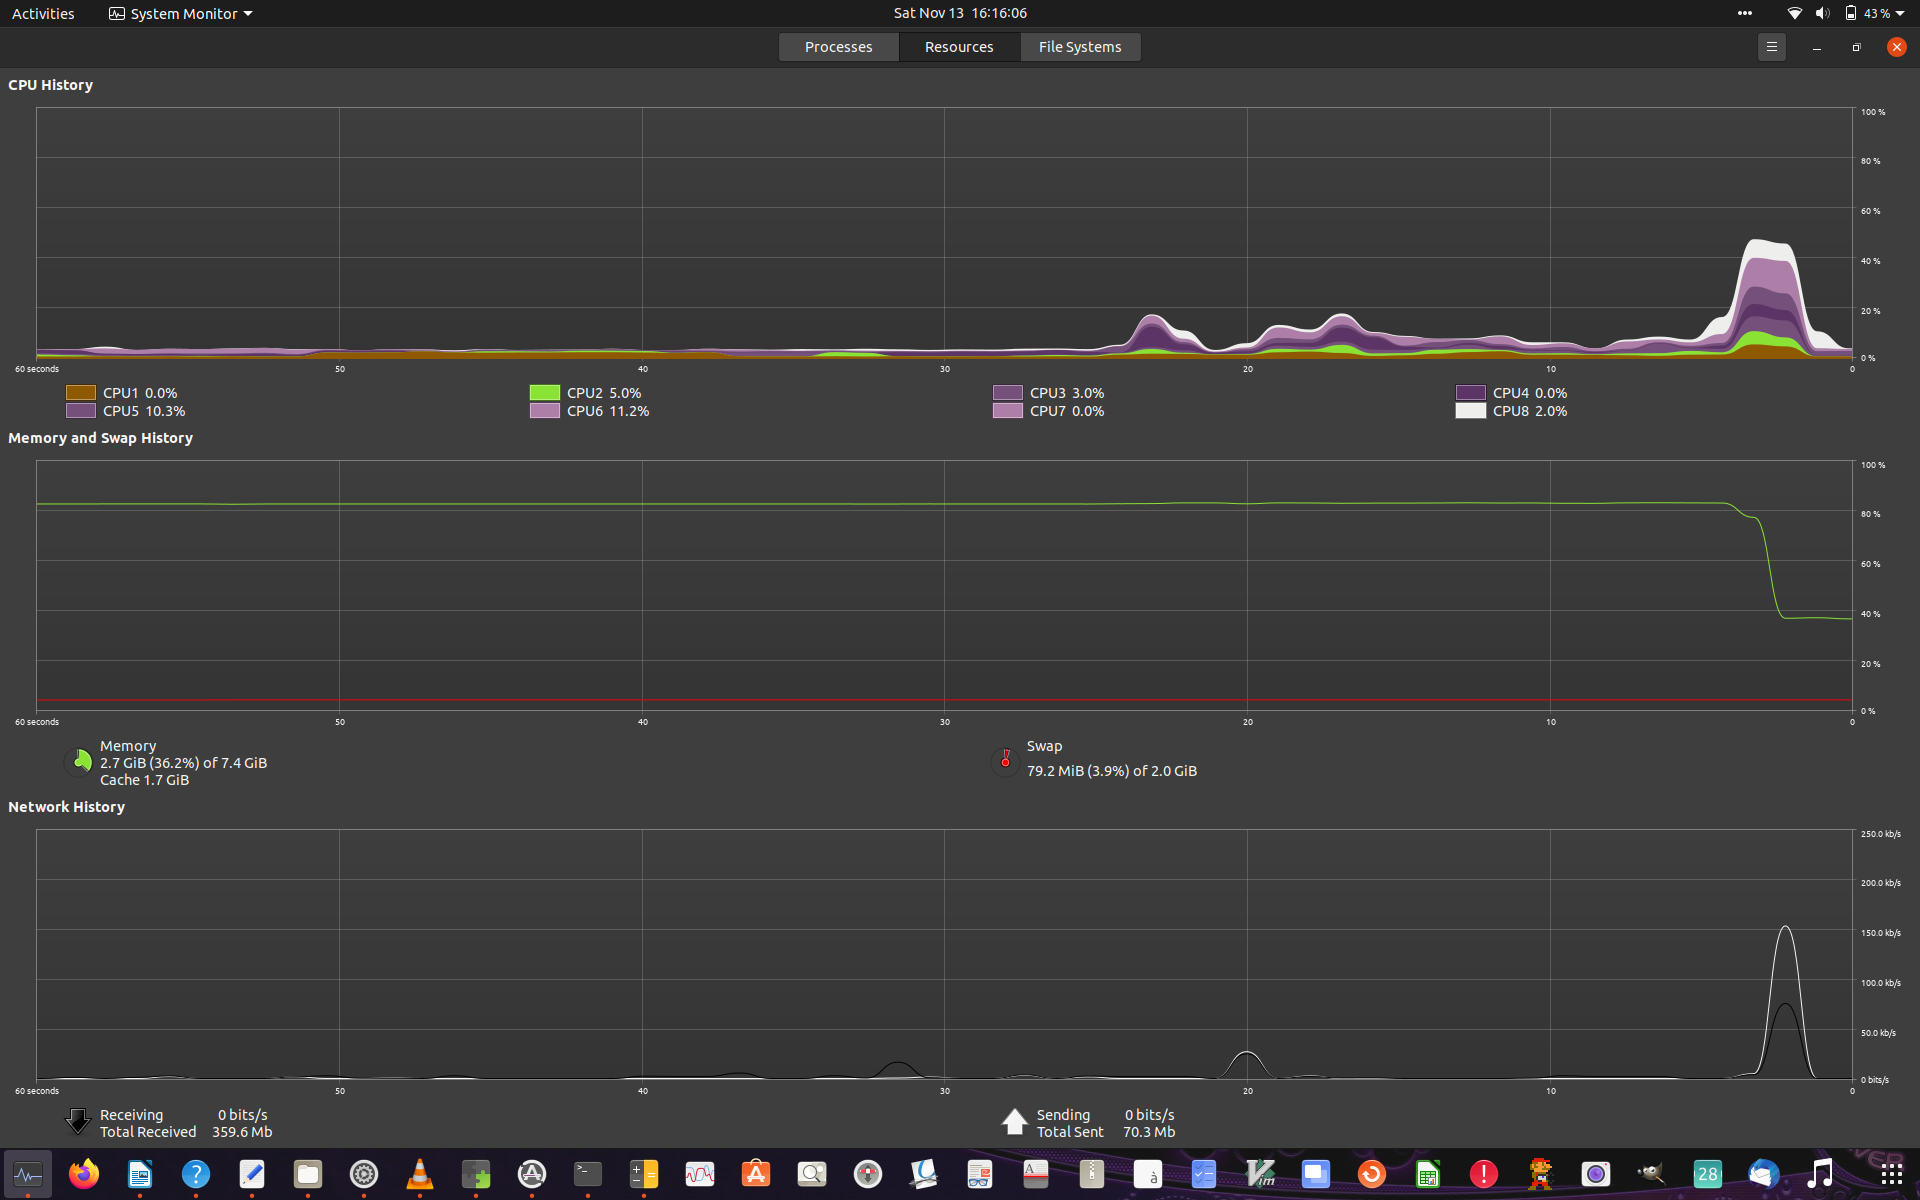 Activities System Monitor Sat Nov 13 16:16:06 43 %
Processes Resources File Systems
CPU History
100 %
80 %
60 %
40 %
20 %
0 %
60 seconds 50 40 30 20 10 0
CPU1 0.0% CPU2 5.0% CPU3 3.0% CPU4 0.0%
CPU5 10.3% CPU6 11.2% CPU7 0.0% CPU8 2.0%
Memory and Swap History
100 %
80 %
60 %
40 %
20 %
0 %
60 seconds 50 40 30 20 10 0
Memory
2.7 GiB (36.2%) of 7.4 GiB
Cache 1.7 GiB
Swap
79.2 MiB (3.9%) of 2.0 GiB
Network History
250.0 kb/s
200.0 kb/s
150.0 kb/s
100.0 kb/s
50.0 kb/s
0 bits/s
60 seconds 50 40 30 20 10 0
Receiving 0 bits/s
Total Received 359.6 Mb
Sending 0 bits/s
Total Sent 70.3 Mb
? >_ A à Vim ! 28